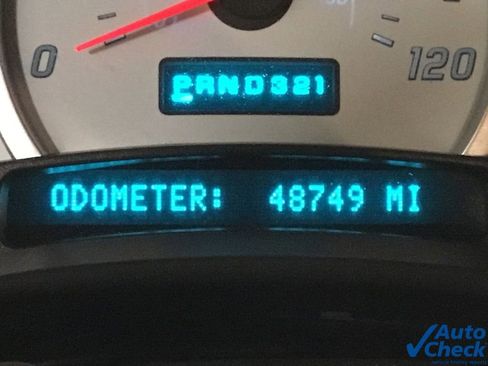 0
120
PRND321
ODOMETER: 48749 MI
Auto
Check